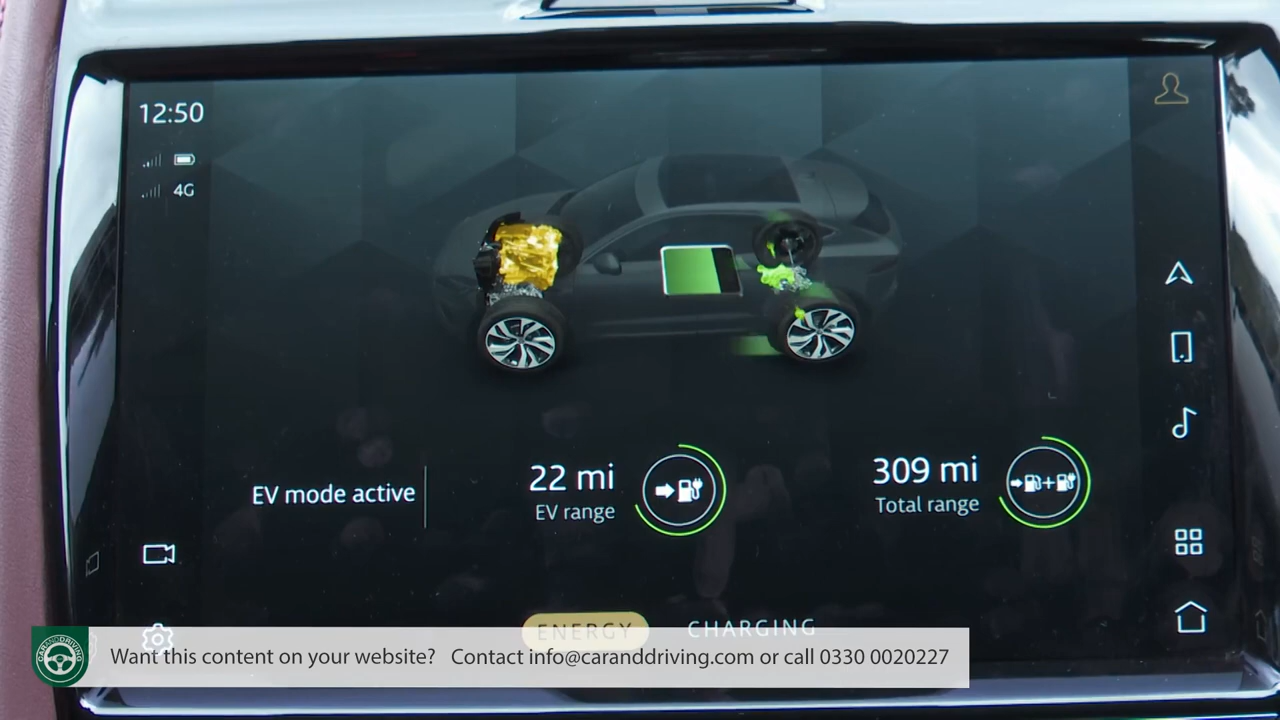 12:50
4G
EV mode active
22 mi
EV range
309 mi
Total range
ENERGY
CHARGING
CARANDDRIVING
Want this content on your website? Contact info@caranddriving.com or call 0330 0020227